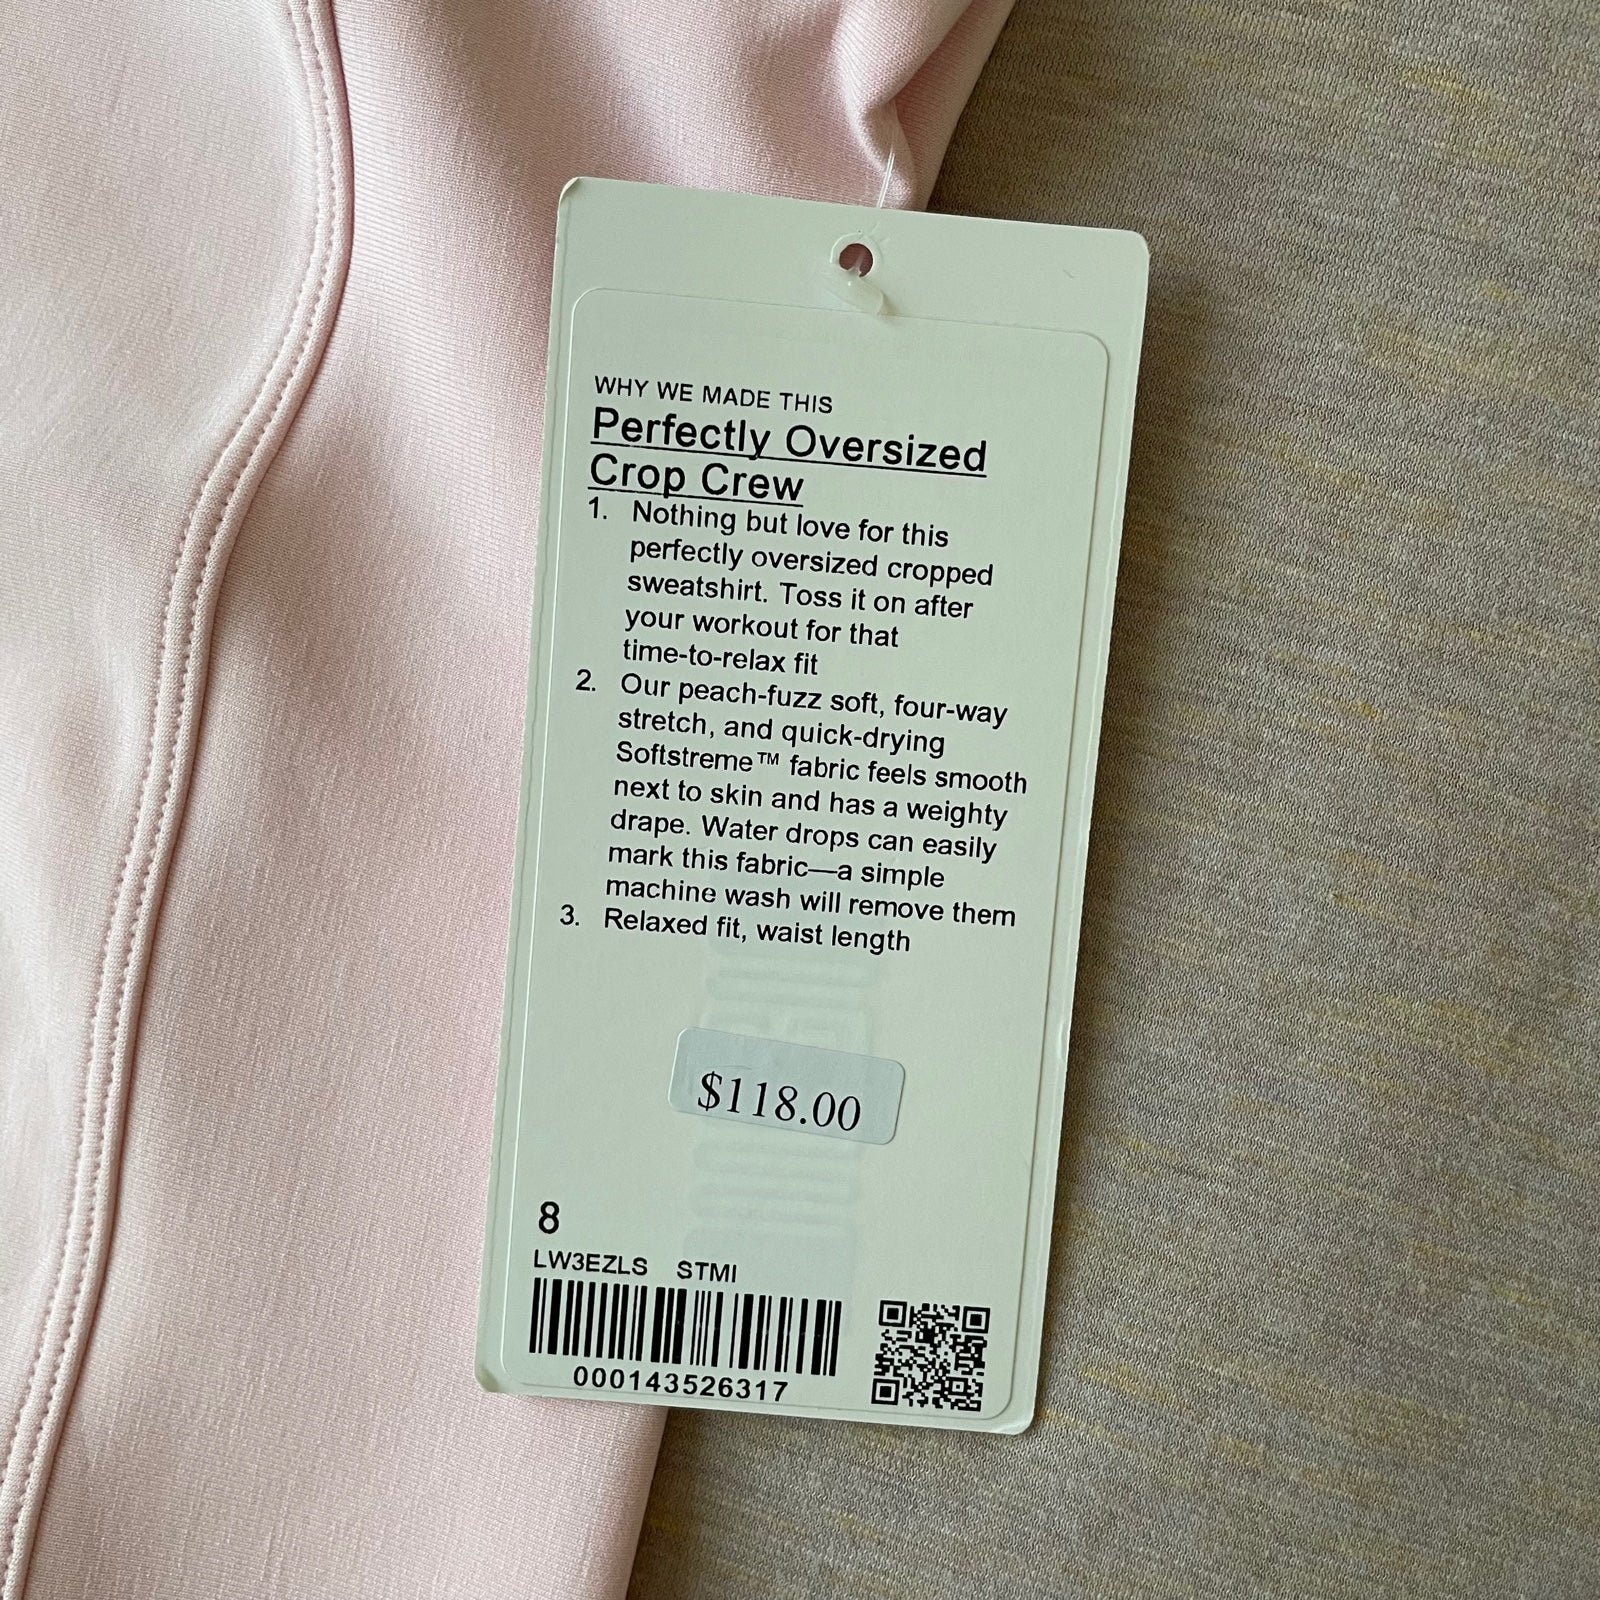 WHY WE MADE THIS
Perfectly Oversized
Crop Crew
1. Nothing but love for this
perfectly oversized cropped
sweatshirt. Toss it on after
your workout for that
time-to-relax fit
2. Our peach-fuzz soft, four-way
stretch, and quick-drying
Softstreme™ fabric feels smooth
next to skin and has a weighty
drape. Water drops can easily
mark this fabric—a simple
machine wash will remove them
3. Relaxed fit, waist length
$118.00
8
LW3EZLS STMI
000143526317